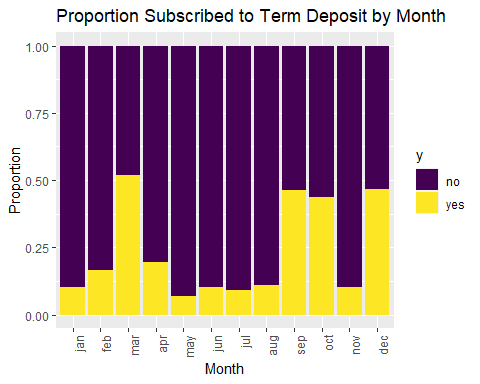 Proportion Subscribed to Term Deposit by Month
1.00
0.75
0.50
0.25
0.00
Proportion
jan
feb
mar
apr
may
jun
jul
aug
sep
oct
nov
dec
Month
y
no
yes